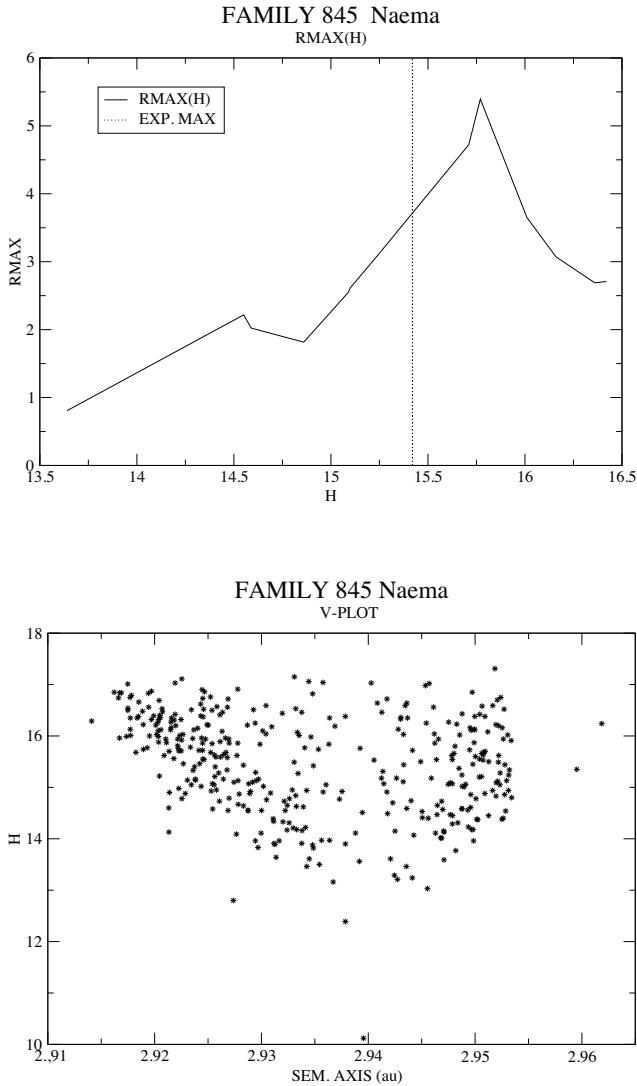 FAMILY 845 Naema
RMAX(H)
6
5
4
3
2
1
0
RMAX
RMAX(H)
EXP. MAX
13.5 14 14.5 15 15.5 16 16.5
H
FAMILY 845 Naema
V-PLOT
18
16
14
12
10
H
2.91 2.92 2.93 2.94 2.95 2.96
SEM. AXIS (au)